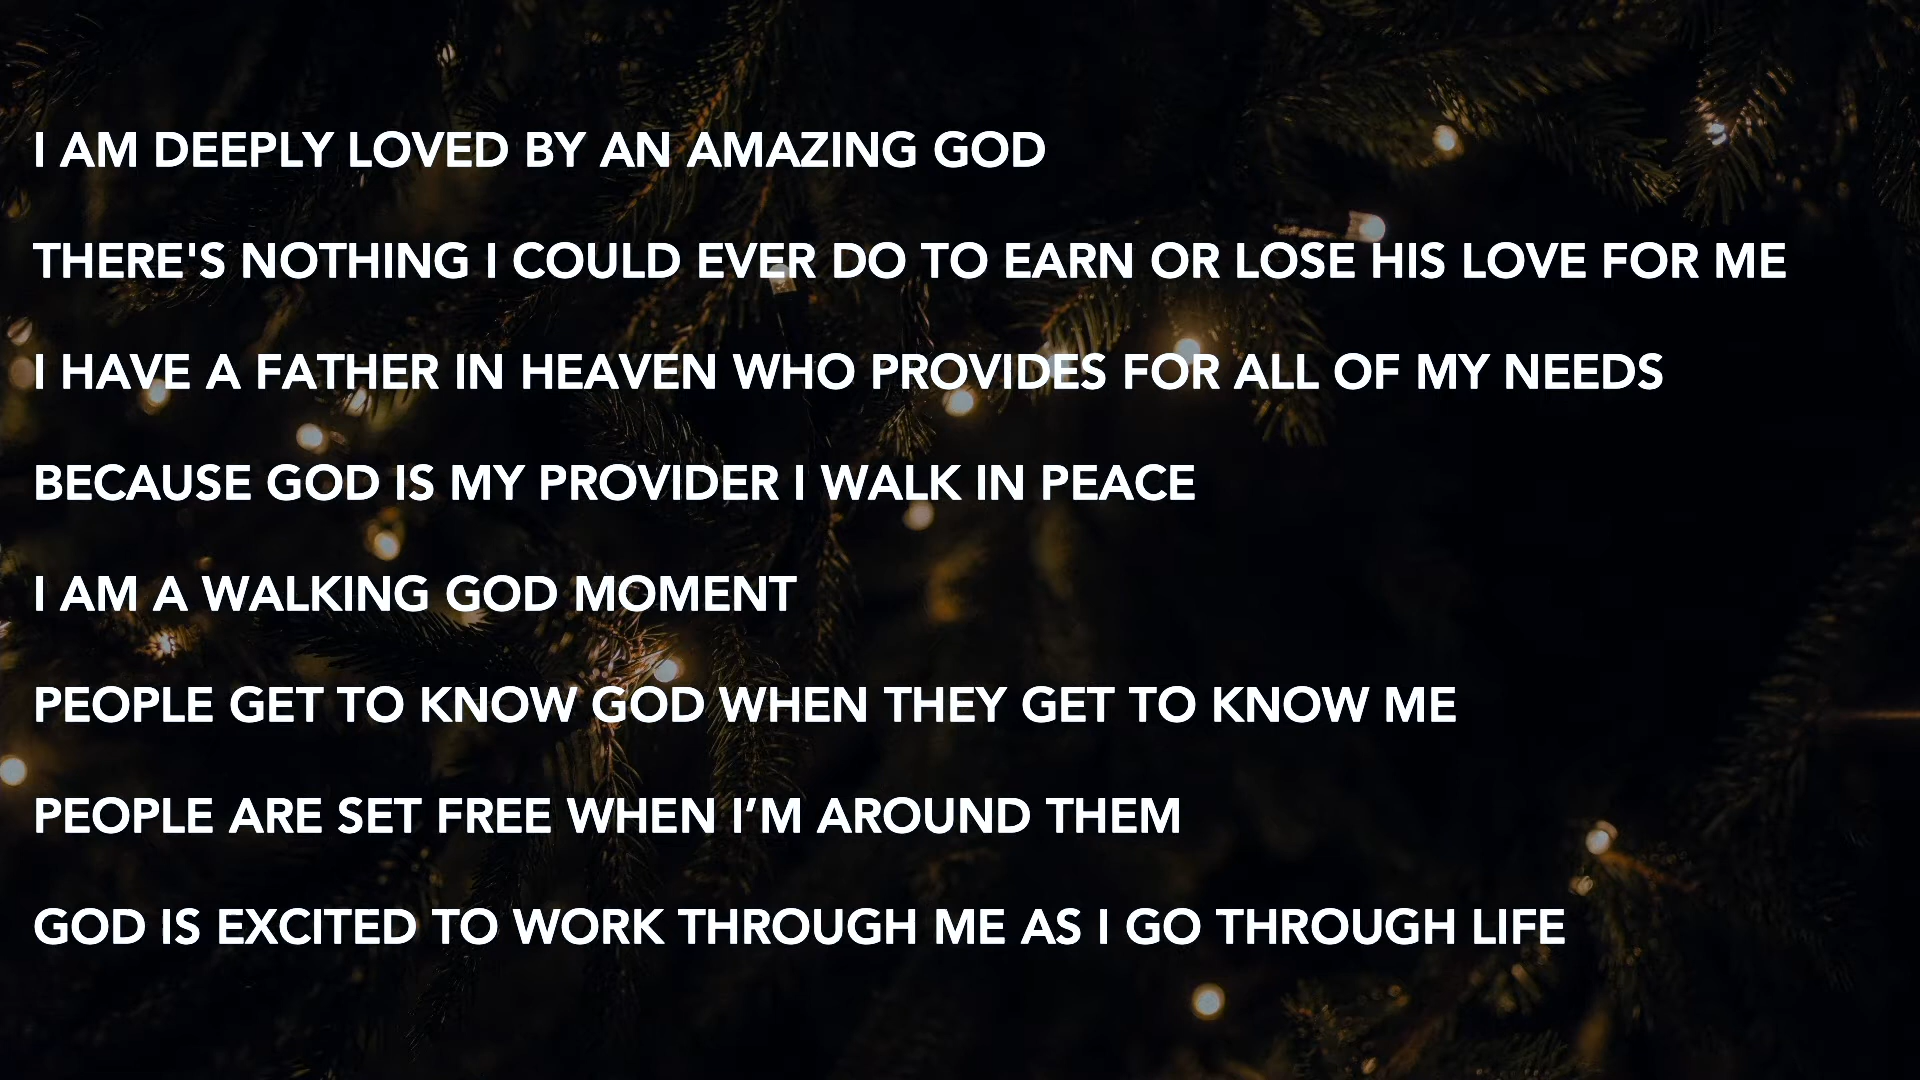 I AM DEEPLY LOVED BY AN AMAZING GOD
THERE'S NOTHING I COULD EVER DO TO EARN OR LOSE HIS LOVE FOR ME
I HAVE A FATHER IN HEAVEN WHO PROVIDES FOR ALL OF MY NEEDS
BECAUSE GOD IS MY PROVIDER I WALK IN PEACE
I AM A WALKING GOD MOMENT
PEOPLE GET TO KNOW GOD WHEN THEY GET TO KNOW ME
PEOPLE ARE SET FREE WHEN I’M AROUND THEM
GOD IS EXCITED TO WORK THROUGH ME AS I GO THROUGH LIFE